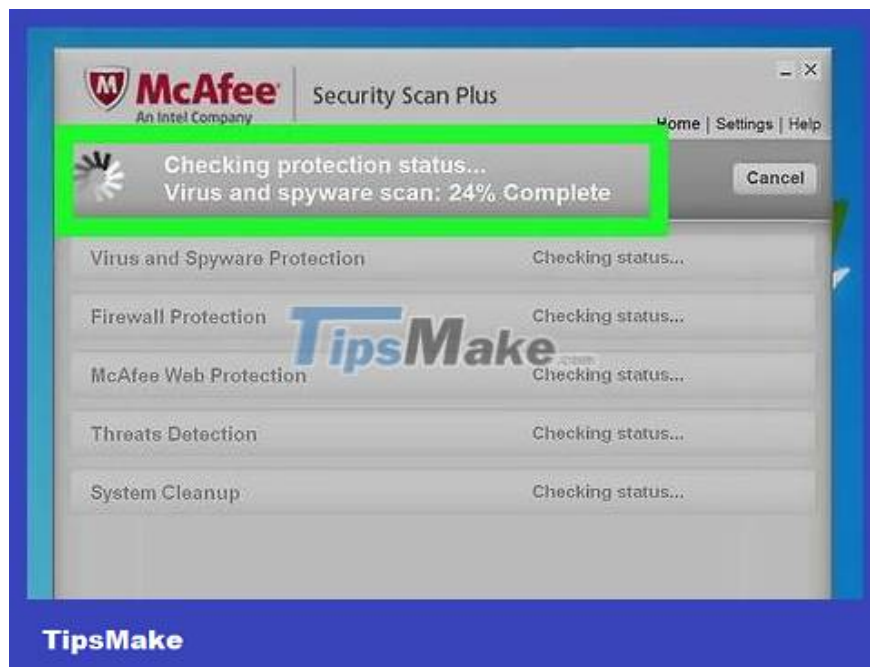 McAfee
An Intel Company
Security Scan Plus
Home | Settings | Help
Checking protection status...
Virus and spyware scan: 24% Complete
Cancel
Virus and Spyware Protection Checking status...
Firewall Protection Checking status...
TipsMake.com
McAfee Web Protection Checking status...
Threats Detection Checking status...
System Cleanup Checking status...
TipsMake